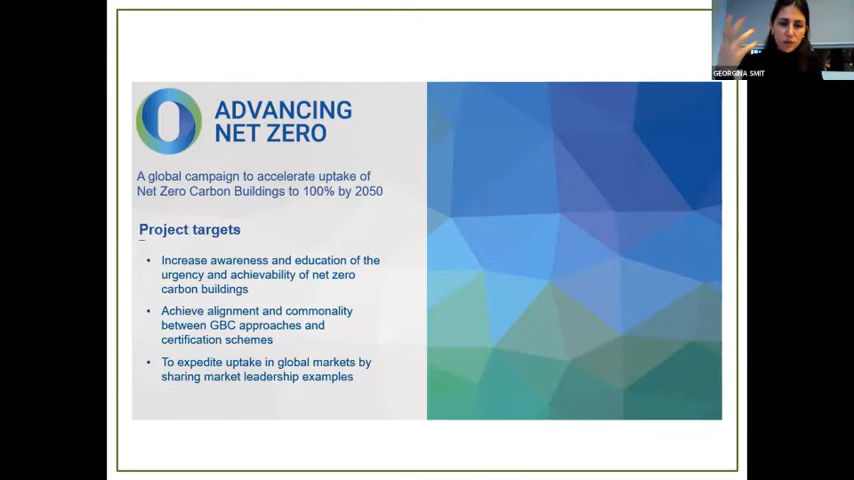 GEORGINA SMIT
ADVANCING
NET ZERO
A global campaign to accelerate uptake of
Net Zero Carbon Buildings to 100% by 2050
Project targets
• Increase awareness and education of the
urgency and achievability of net zero
carbon buildings
• Achieve alignment and commonality
between GBC approaches and
certification schemes
• To expedite uptake in global markets by
sharing market leadership examples